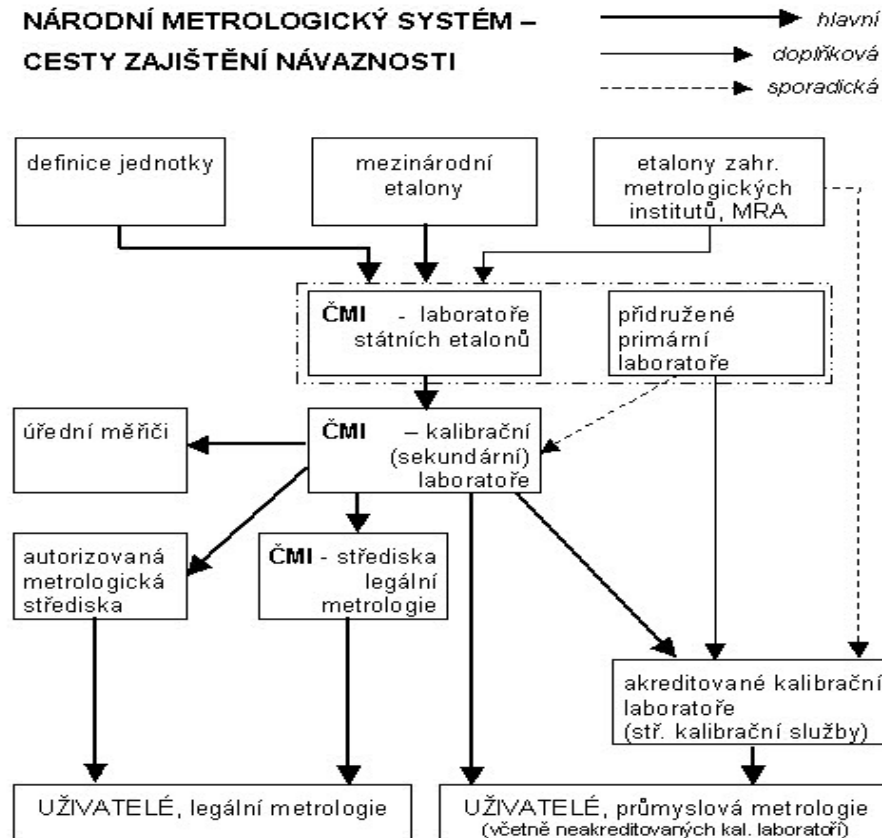 NÁRODNÍ METROLOGICKÝ SYSTÉM –
CESTY ZAJIŠTĚNÍ NÁVAZNOSTI
hlavní
doplňková
sporadická
definice jednotky
mezinárodní
etalony
etalony zahr.
metrologických
institutů, MRA
ČMI - laboratoře
státních etalonů
přidružené
primární
laboratoře
úřední měřiči
ČMI – kalibrační
(sekundární)
laboratoře
autorizovaná
metrologická
střediska
ČMI - střediska
legální
metrologie
akreditované kalibrační
laboratoře
(stř. kalibrační služby)
UŽIVATELÉ, legální metrologie
UŽIVATELÉ, průmyslová metrologie
(včetně neakreditovaných kal. laboratoří)